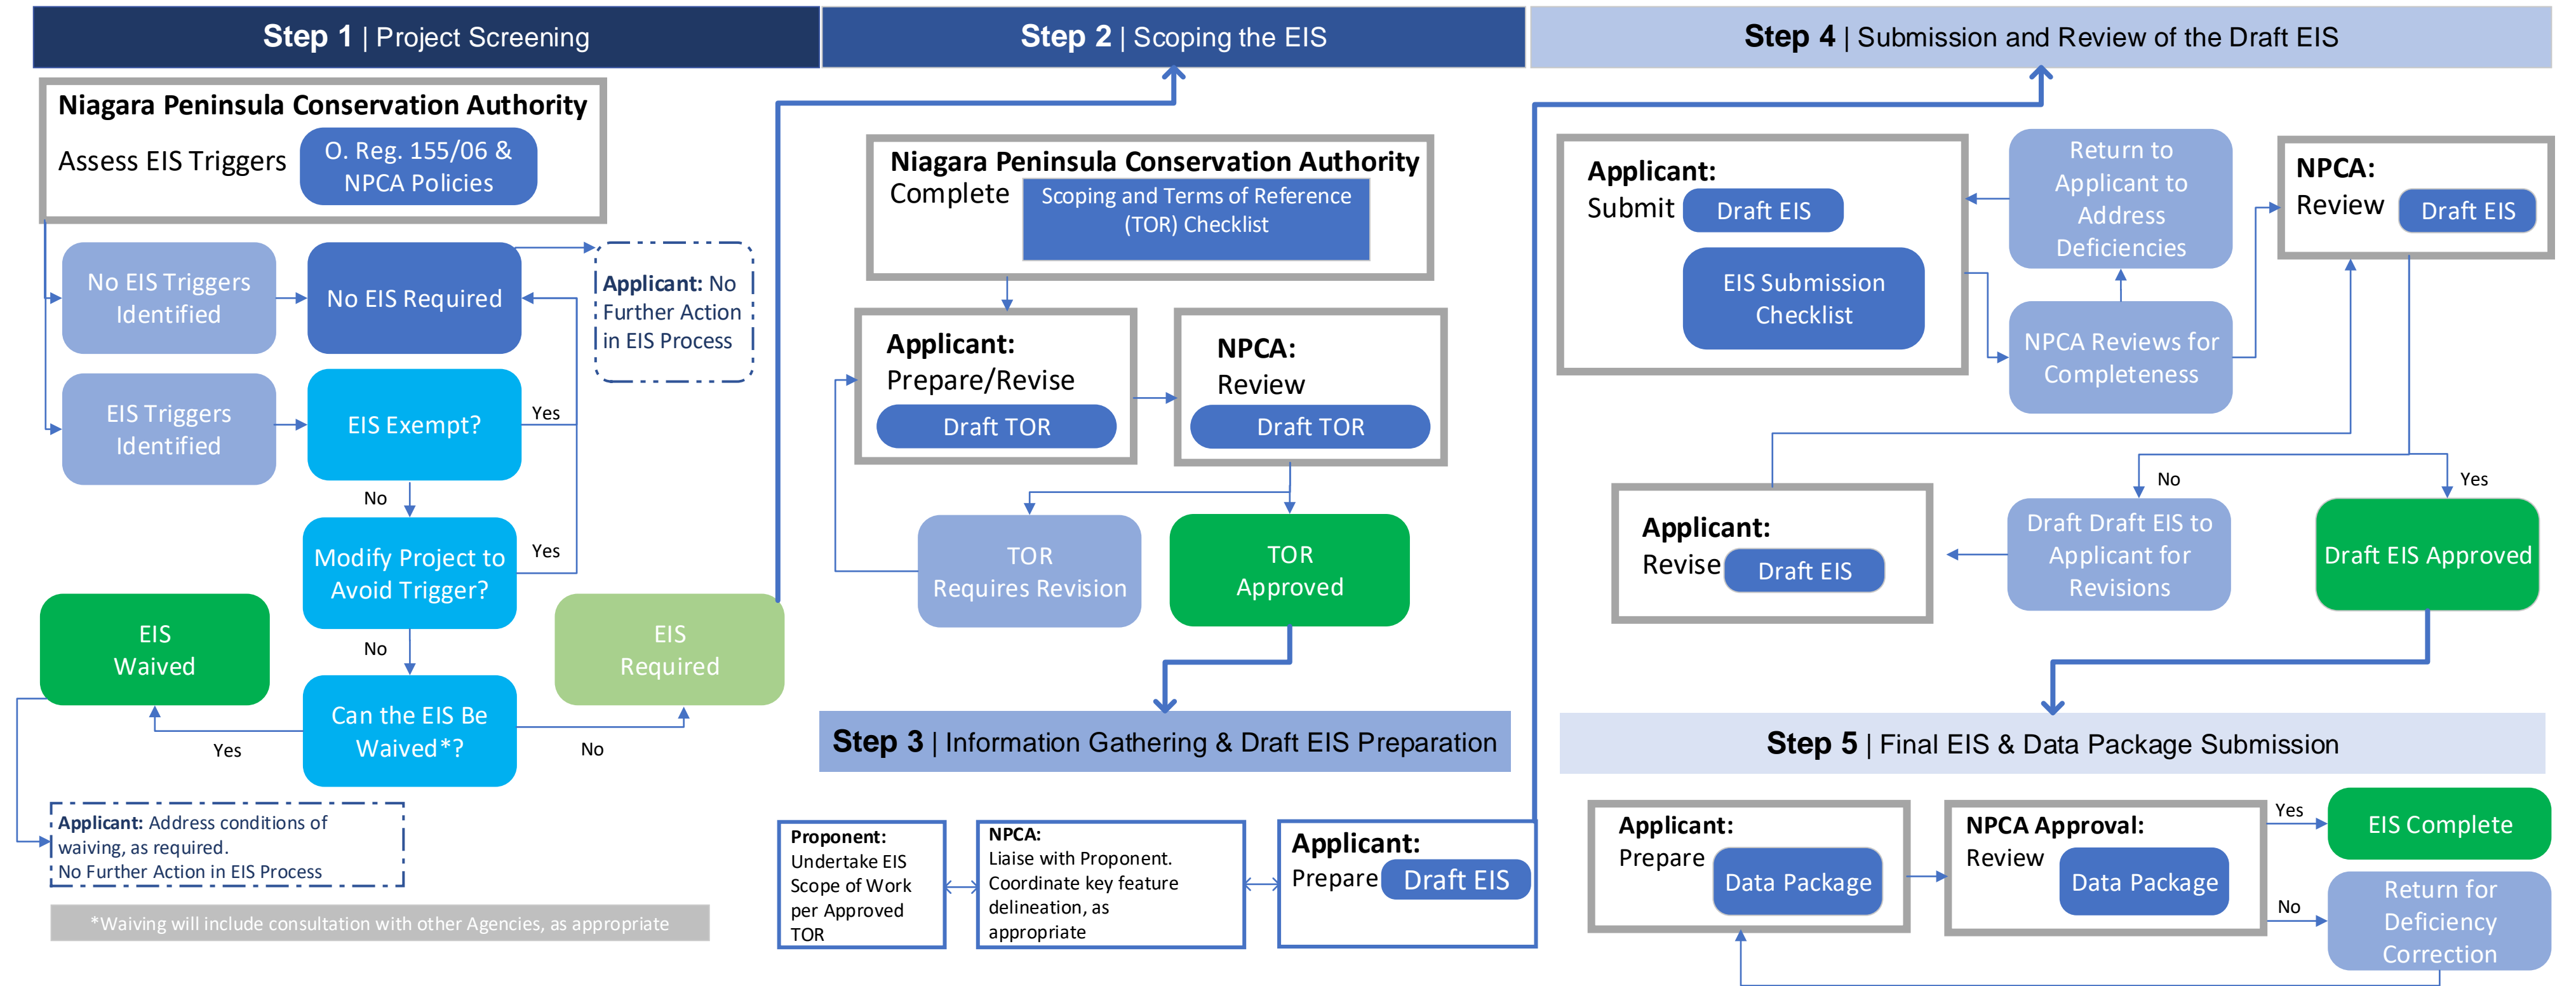 Step 1 | Project Screening
Niagara Peninsula Conservation Authority
Assess EIS Triggers
O. Reg. 155/06 &
NPCA Policies
No EIS Triggers
Identified
No EIS Required
Applicant: No
Further Action
in EIS Process
EIS Triggers
Identified
EIS Exempt?
Yes
No
Modify Project to
Avoid Trigger?
Yes
No
EIS
Waived
EIS
Required
Can the EIS Be
Waived*?
Yes
No
Applicant: Address conditions of
waiving, as required.
No Further Action in EIS Process
*Waiving will include consultation with other Agencies, as appropriate
Step 2 | Scoping the EIS
Niagara Peninsula Conservation Authority
Complete
Scoping and Terms of Reference
(TOR) Checklist
Applicant:
Prepare/Revise
Draft TOR
NPCA:
Review
Draft TOR
TOR
Requires Revision
TOR
Approved
Step 3 | Information Gathering & Draft EIS Preparation
Proponent:
Undertake EIS
Scope of Work
per Approved
TOR
NPCA:
Liaise with Proponent.
Coordinate key feature
delineation, as
appropriate
Applicant:
Prepare
Draft EIS
Step 4 | Submission and Review of the Draft EIS
Applicant:
Submit
Draft EIS
EIS Submission
Checklist
Return to
Applicant to
Address
Deficiencies
NPCA Reviews for
Completeness
NPCA:
Review
Draft EIS
No
Yes
Applicant:
Revise
Draft EIS
Draft Draft EIS to
Applicant for
Revisions
Draft EIS Approved
Step 5 | Final EIS & Data Package Submission
Applicant:
Prepare
Data Package
NPCA Approval:
Review
Data Package
Yes
EIS Complete
No
Return for
Deficiency
Correction